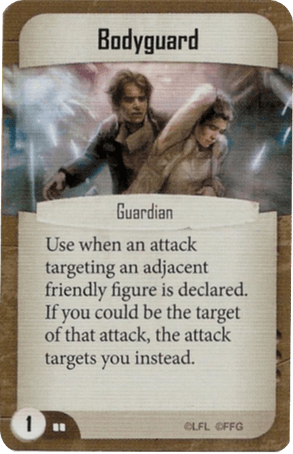 Bodyguard
Guardian
Use when an attack
targeting an adjacent
friendly figure is declared.
If you could be the target
of that attack, the attack
targets you instead.
1
©LFL ©FFG